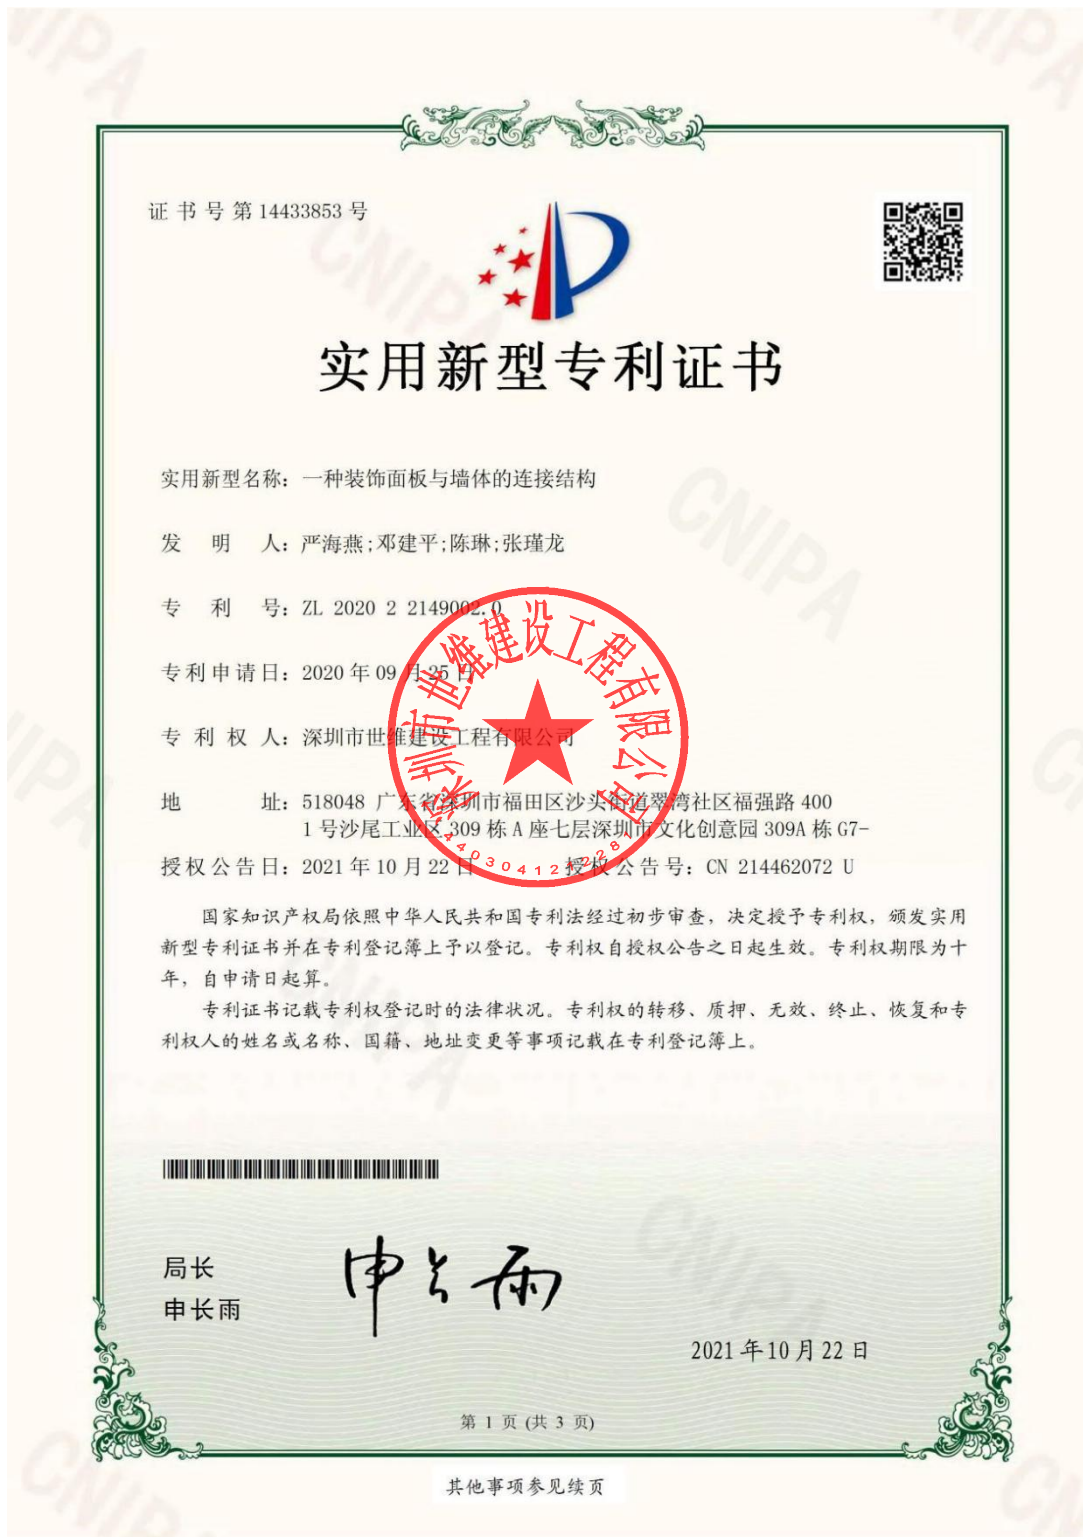 证书号第14433853号
实用新型专利证书
实用新型名称：一种装饰面板与墙体的连接结构
发明人：严海燕;邓建平;陈琳;张瑾龙
专利号：ZL 2020 2 2149002.0
专利申请日：2020年09月25日
专利权人：深圳市世维建设工程有限公司
地址：518048 广东省深圳市福田区沙头街道翠湾社区福强路400
1号沙尾工业区309栋A座七层深圳市文化创意园309A栋G7-
授权公告日：2021年10月22日 授权公告号：CN 214462072 U
深圳市世维建设工程有限公司
国家知识产权局依照中华人民共和国专利法经过初步审查，决定授予专利权，颁发实用
新型专利证书并在专利登记簿上予以登记。专利权自授权公告之日起生效。专利权期限为十
年，自申请日起算。
专利证书记载专利权登记时的法律状况。专利权的转移、质押、无效、终止、恢复和专
利权人的姓名或名称、国籍、地址变更等事项记载在专利登记簿上。
局长
申长雨
申长雨
2021年10月22日
第 1 页 (共 3 页)
其他事项参见续页
CNIPA